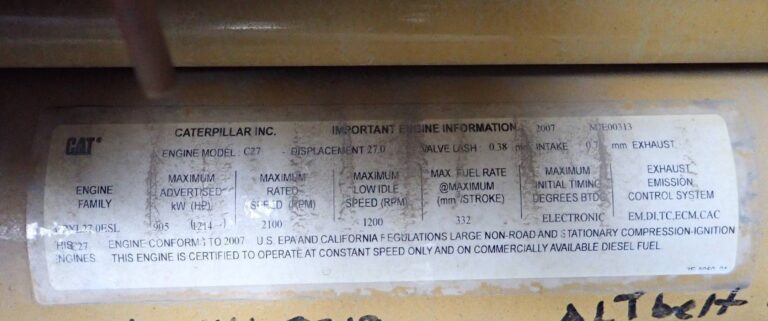 CAT CATERPILLAR INC. IMPORTANT ENGINE INFORMATION 2007
ENGINE MODEL C27 DISPLACEMENT 27.0 VALVE LASH 0.38 INTAKE mm EXHAUST
ENGINE FAMILY
MAXIMUM ADVERTISED kW (HP)
MAXIMUM RATED SPEED (RPM)
MAXIMUM LOW IDLE SPEED (RPM)
MAX. FUEL RATE @MAXIMUM (mm /STROKE)
MAXIMUM INITIAL TIMING DEGREES BTDC
EXHAUST EMISSION CONTROL SYSTEM
905 1214 2100 1200 332 ELECTRONIC EM,DI,TC,ECM,CAC
THIS C27 ENGINE CONFORMS TO 2007 U.S. EPA AND CALIFORNIA REGULATIONS LARGE NON-ROAD AND STATIONARY COMPRESSION-IGNITION
ENGINES. THIS ENGINE IS CERTIFIED TO OPERATE AT CONSTANT SPEED ONLY AND ON COMMERCIALLY AVAILABLE DIESEL FUEL
ALT belt